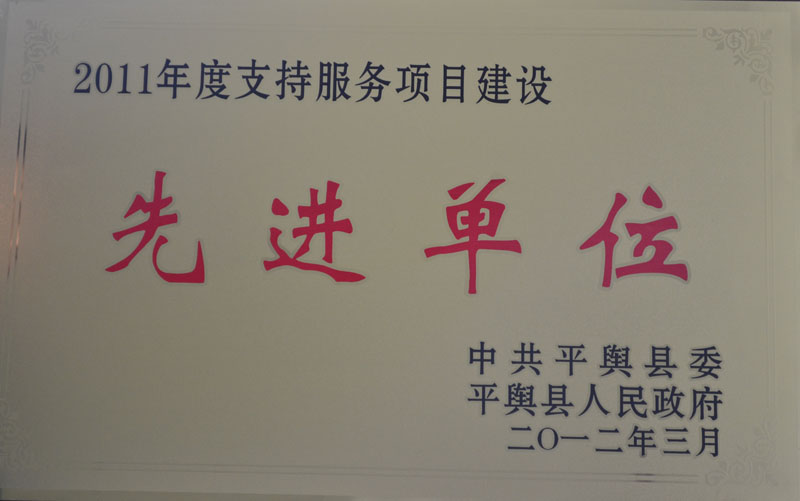 2011年度支持服务项目建设
先进单位
中共平舆县委
平舆县人民政府
二〇一二年三月